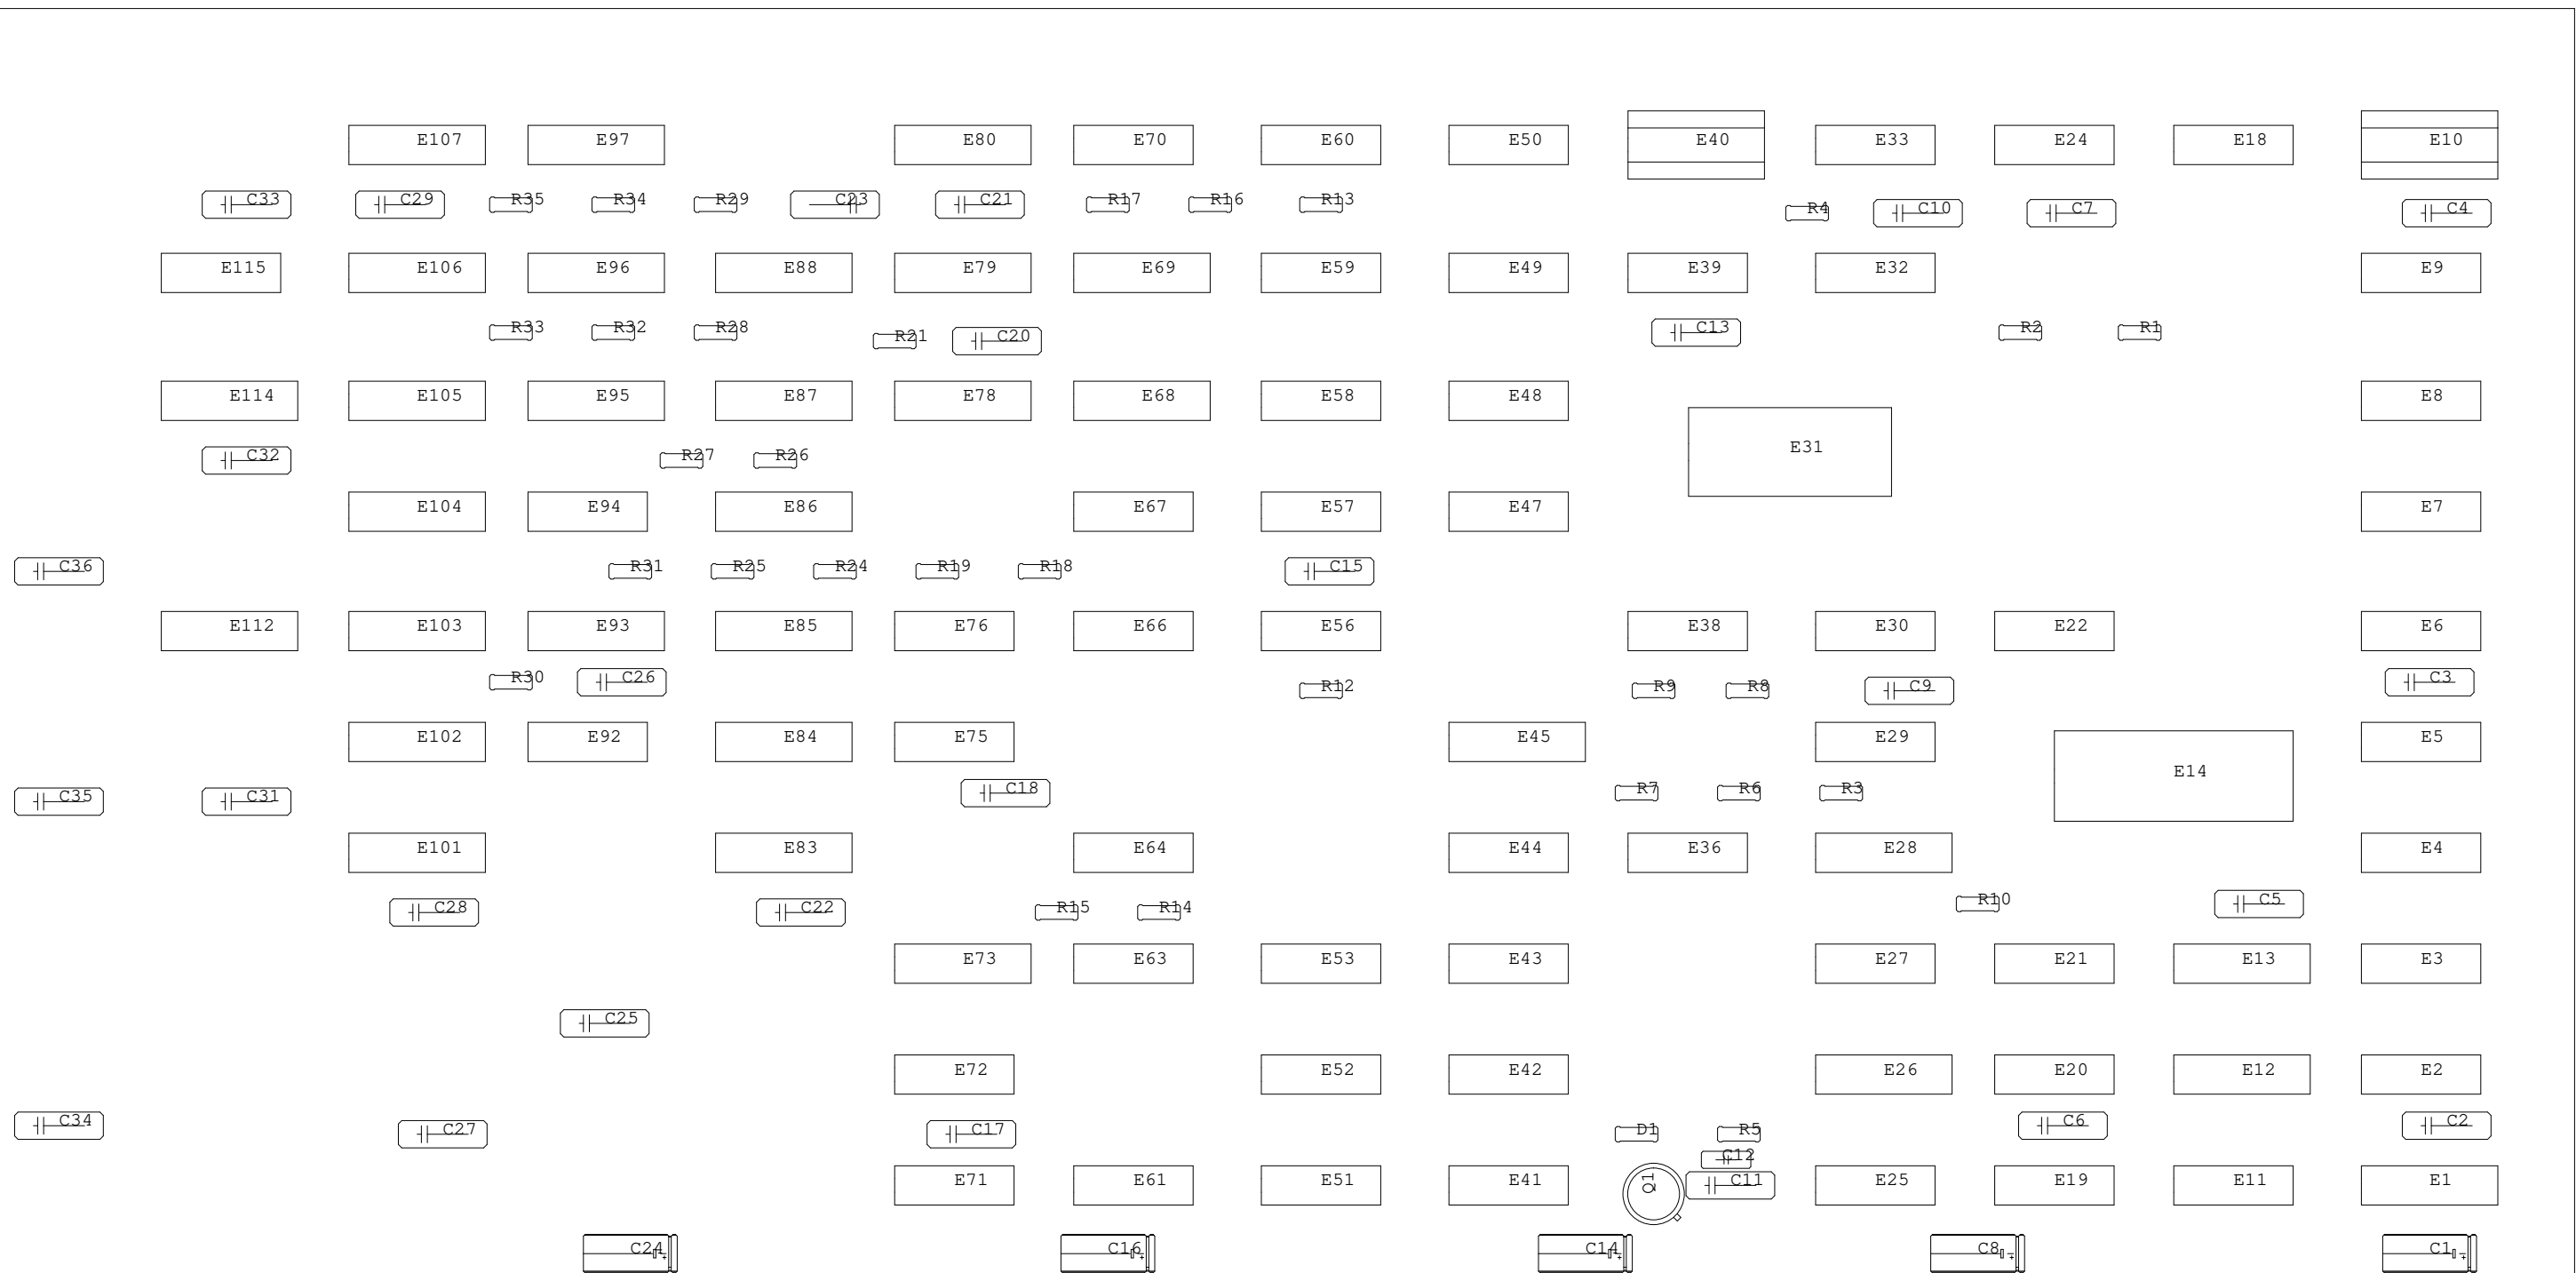 E107 E97 E80 E70 E60 E50 E40 E33 E24 E18 E10
C33 C29 R35 R34 R29 C23 C21 R17 R16 R13 R4 C10 C7 C4
E115 E106 E96 E88 E79 E69 E59 E49 E39 E32 E9
R33 R32 R28 R21 C20 C13 R2 R1
E114 E105 E95 E87 E78 E68 E58 E48 E8
E31
C32 R27 R26
E104 E94 E86 E67 E57 E47 E7
C36 R31 R25 R24 R19 R18 C15
E112 E103 E93 E85 E76 E66 E56 E38 E30 E22 E6
R30 C26 R12 R9 R8 C9 C3
E102 E92 E84 E75 E45 E29 E5
E14
C35 C31 C18 R7 R6 R3
E101 E83 E64 E44 E36 E28 E4
C28 C22 R15 R14 R10 C5
E73 E63 E53 E43 E27 E21 E13 E3
C25
E72 E52 E42 E26 E20 E12 E2
C34 C27 C17 D1 R5 C6 C2
C12
E71 E61 E51 E41 Q1 C11 E25 E19 E11 E1
C24 C16 C14 C8 C1